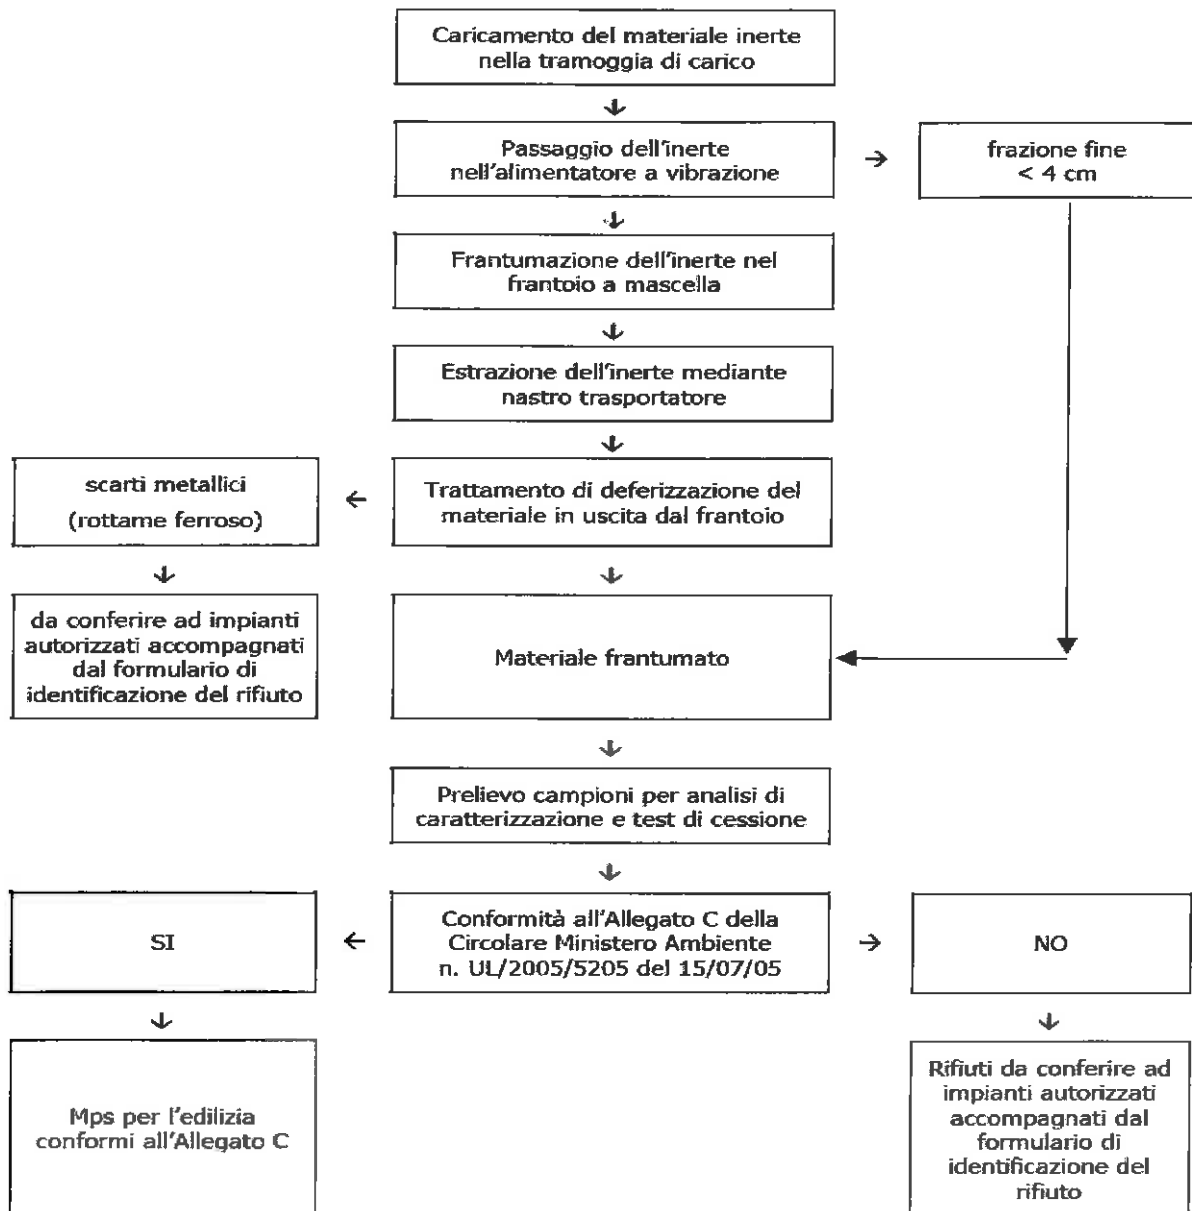 Caricamento del materiale inerte
nella tramoggia di carico
↓
Passaggio dell'inerte
nell'alimentatore a vibrazione
→
frazione fine
< 4 cm
↓
Frantumazione dell'inerte nel
frantoio a mascella
↓
Estrazione dell'inerte mediante
nastro trasportatore
↓
Trattamento di deferizzazione del
materiale in uscita dal frantoio
←
scarti metallici
(rottame ferroso)
↓
da conferire ad impianti
autorizzati accompagnati
dal formulario di
identificazione del rifiuto
↓
Materiale frantumato
↓
Prelievo campioni per analisi di
caratterizzazione e test di cessione
↓
Conformità all'Allegato C della
Circolare Ministero Ambiente
n. UL/2005/5205 del 15/07/05
←
SI
↓
Mps per l'edilizia
conformi all'Allegato C
→
NO
↓
Rifiuti da conferire ad
impianti autorizzati
accompagnati dal
formulario di
identificazione del
rifiuto